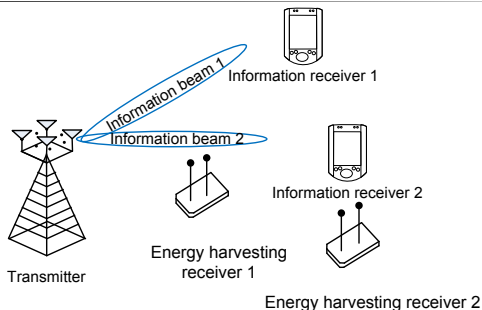 Information beam 1
Information receiver 1
Information beam 2
Information receiver 2
Energy harvesting
receiver 1
Transmitter
Energy harvesting receiver 2